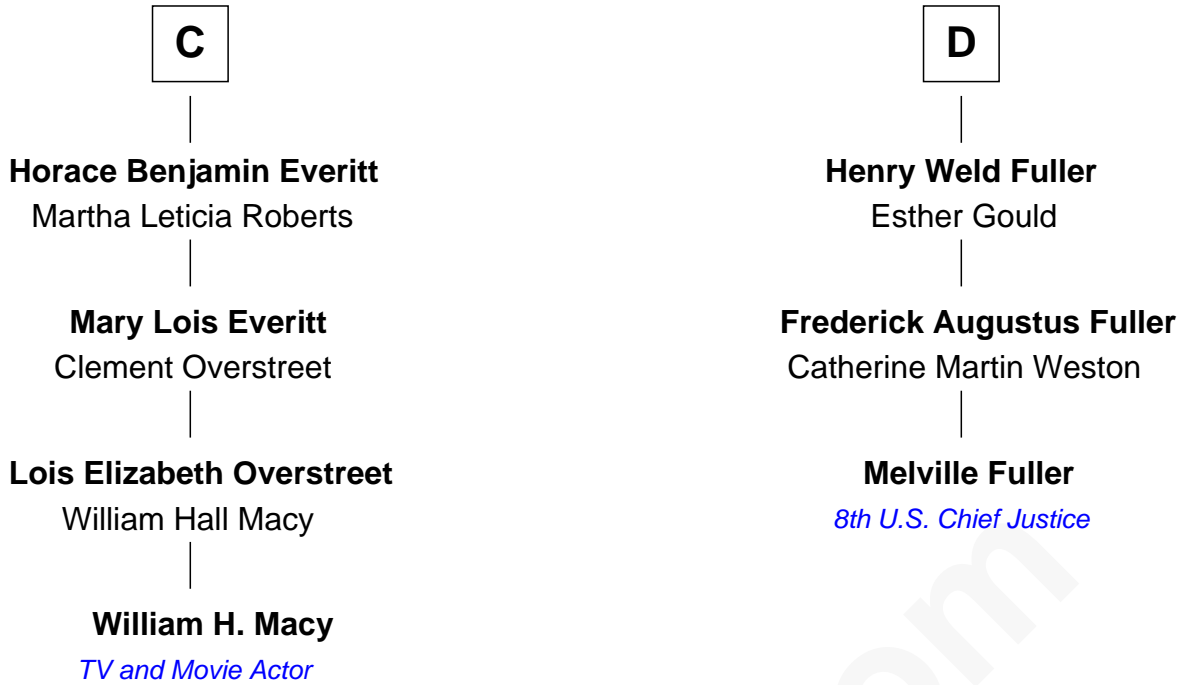 C
Horace Benjamin Everitt
Martha Leticia Roberts
Mary Lois Everitt
Clement Overstreet
Lois Elizabeth Overstreet
William Hall Macy
William H. Macy
TV and Movie Actor
D
Henry Weld Fuller
Esther Gould
Frederick Augustus Fuller
Catherine Martin Weston
Melville Fuller
8th U.S. Chief Justice
om